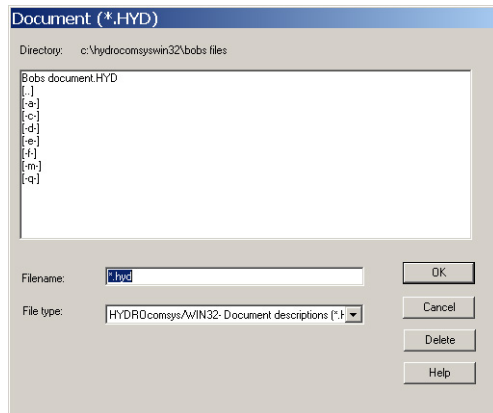 Document (*.HYD)
Directory: c:\hydrocomsyswin32\bobs files
Bobs document.HYD
[..]
[-a-]
[-c-]
[-d-]
[-e-]
[-f-]
[-m-]
[-q-]
Filename: *.hyd
OK
File type: HYDROcomsys/WIN32- Document descriptions (*.H
Cancel
Delete
Help